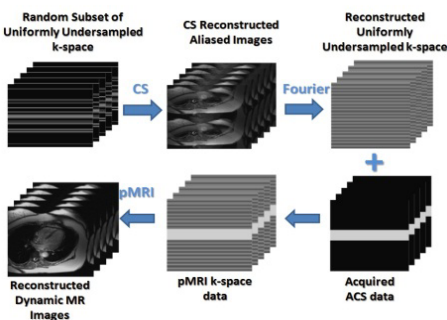 Random Subset of
Uniformly Undersampled
k-space
CS Reconstructed
Aliased Images
Reconstructed
Uniformly
Undersampled k-space
CS
Fourier
+
pMRI
Reconstructed
Dynamic MR
Images
pMRI k-space
data
Acquired
ACS data